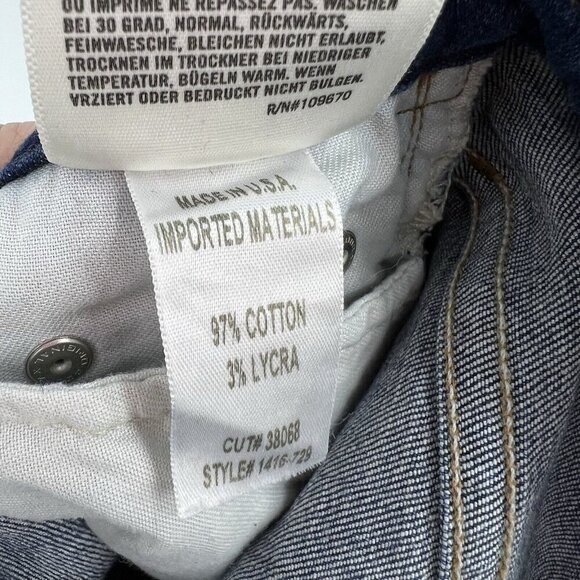 OU IMPRIMÉ NE REPASSEZ PAS. WASCHEN
BEI 30 GRAD, NORMAL, RÜCKWÄRTS,
FEINWAESCHE, BLEICHEN NICHT ERLAUBT,
TROCKNEN IM TROCKNER BEI NIEDRIGER
TEMPERATUR, BÜGELN WARM. WENN
VRZIERT ODER BEDRUCKT NICHT BULGEN.
R/N#109670
MADE IN U.S.A.
IMPORTED MATERIALS
97% COTTON
3% LYCRA
CUT# 38068
STYLE# 1416-729